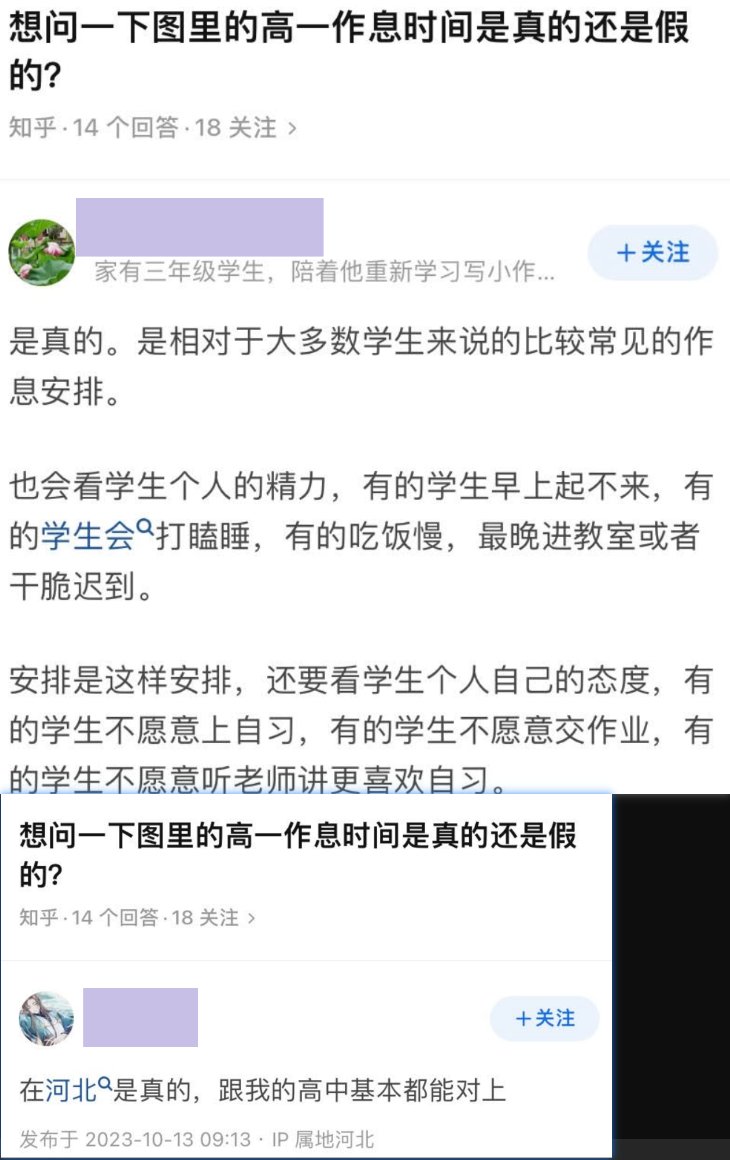 想问一下图里的高一作息时间是真的还是假
的?
知乎 · 14 个回答 · 18 关注 >
家有三年级学生，陪着他重新学习写小作...
+关注
是真的。是相对于大多数学生来说的比较常见的作
息安排。
也会看学生个人的精力，有的学生早上起不来，有
的学生会打瞌睡，有的吃饭慢，最晚进教室或者
干脆迟到。
安排是这样安排，还要看学生个人自己的态度，有
的学生不愿意上自习，有的学生不愿意交作业，有
的学生不愿意听老师讲更喜欢自习。
想问一下图里的高一作息时间是真的还是假
的?
知乎 · 14 个回答 · 18 关注 >
+关注
在河北是真的，跟我的高中基本都能对上
发布于 2023-10-13 09:13 · IP 属地河北